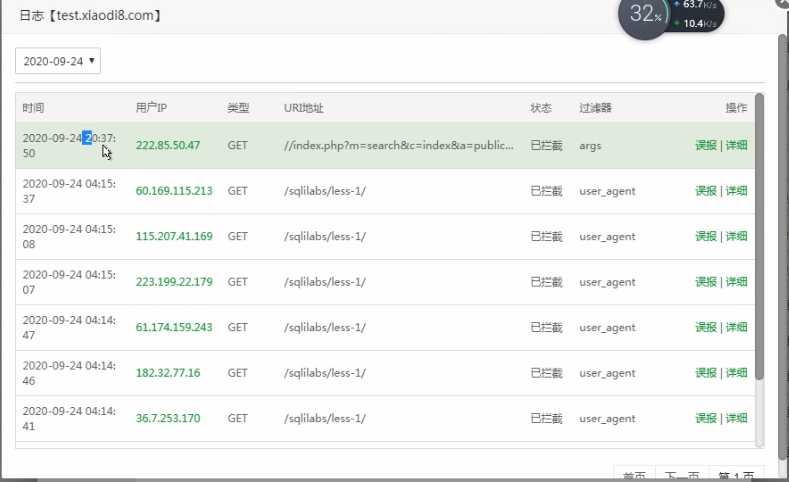 日志【test.xiaodi8.com】
32%
63.7K/s
10.4K/s
2020-09-24
时间 用户IP 类型 URI地址 状态 过滤器 操作
2020-09-24 20:37:
50 222.85.50.47 GET //index.php?m=search&c=index&a=public... 已拦截 args 误报 | 详细
2020-09-24 04:15:
37 60.169.115.213 GET /sqlilabs/less-1/ 已拦截 user_agent 误报 | 详细
2020-09-24 04:15:
08 115.207.41.169 GET /sqlilabs/less-1/ 已拦截 user_agent 误报 | 详细
2020-09-24 04:15:
07 223.199.22.179 GET /sqlilabs/less-1/ 已拦截 user_agent 误报 | 详细
2020-09-24 04:14:
47 61.174.159.243 GET /sqlilabs/less-1/ 已拦截 user_agent 误报 | 详细
2020-09-24 04:14:
46 182.32.77.16 GET /sqlilabs/less-1/ 已拦截 user_agent 误报 | 详细
2020-09-24 04:14:
41 36.7.253.170 GET /sqlilabs/less-1/ 已拦截 user_agent 误报 | 详细
首页 下一页 第 1 页